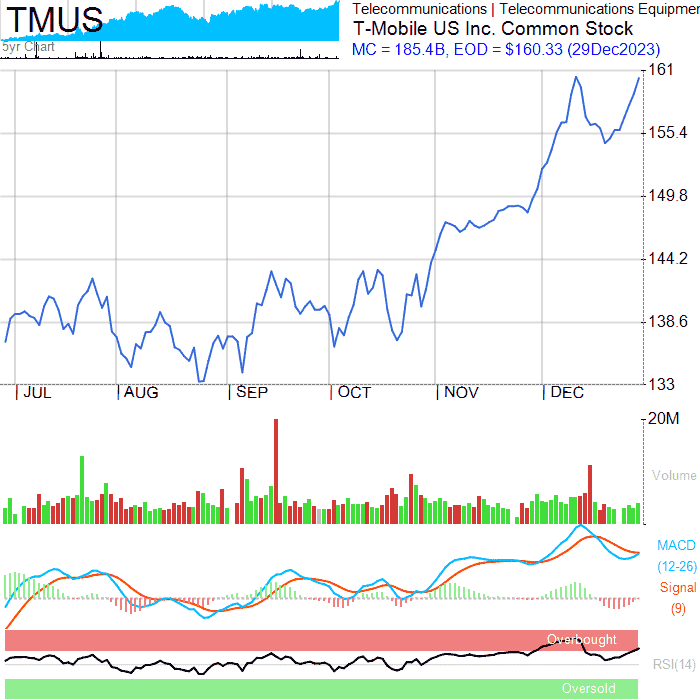 TMUS
5yr Chart
Telecommunications | Telecommunications Equipmen
T-Mobile US Inc. Common Stock
MC = 185.4B, EOD = $160.33 (29Dec2023)
161
155.4
149.8
144.2
138.6
133
JUL AUG SEP OCT NOV DEC
20M
Volume
MACD
(12-26)
Signal
(9)
Overbought
RSI(14)
Oversold